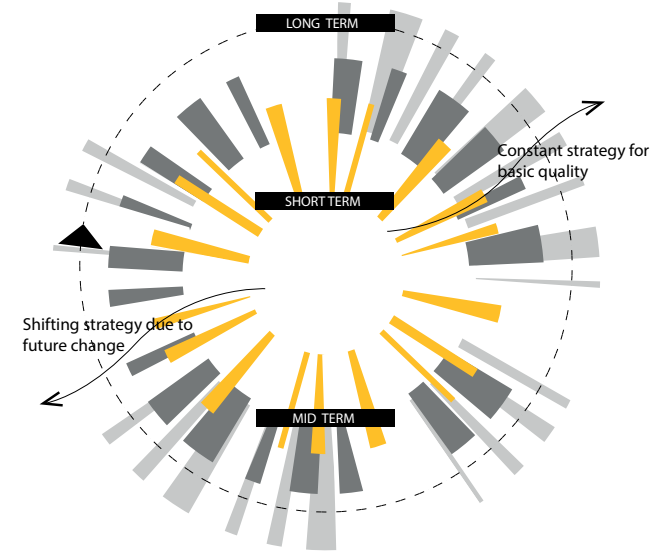 LONG TERM
Constant strategy for
basic quality
SHORT TERM
Shifting strategy due to
future change
MID TERM